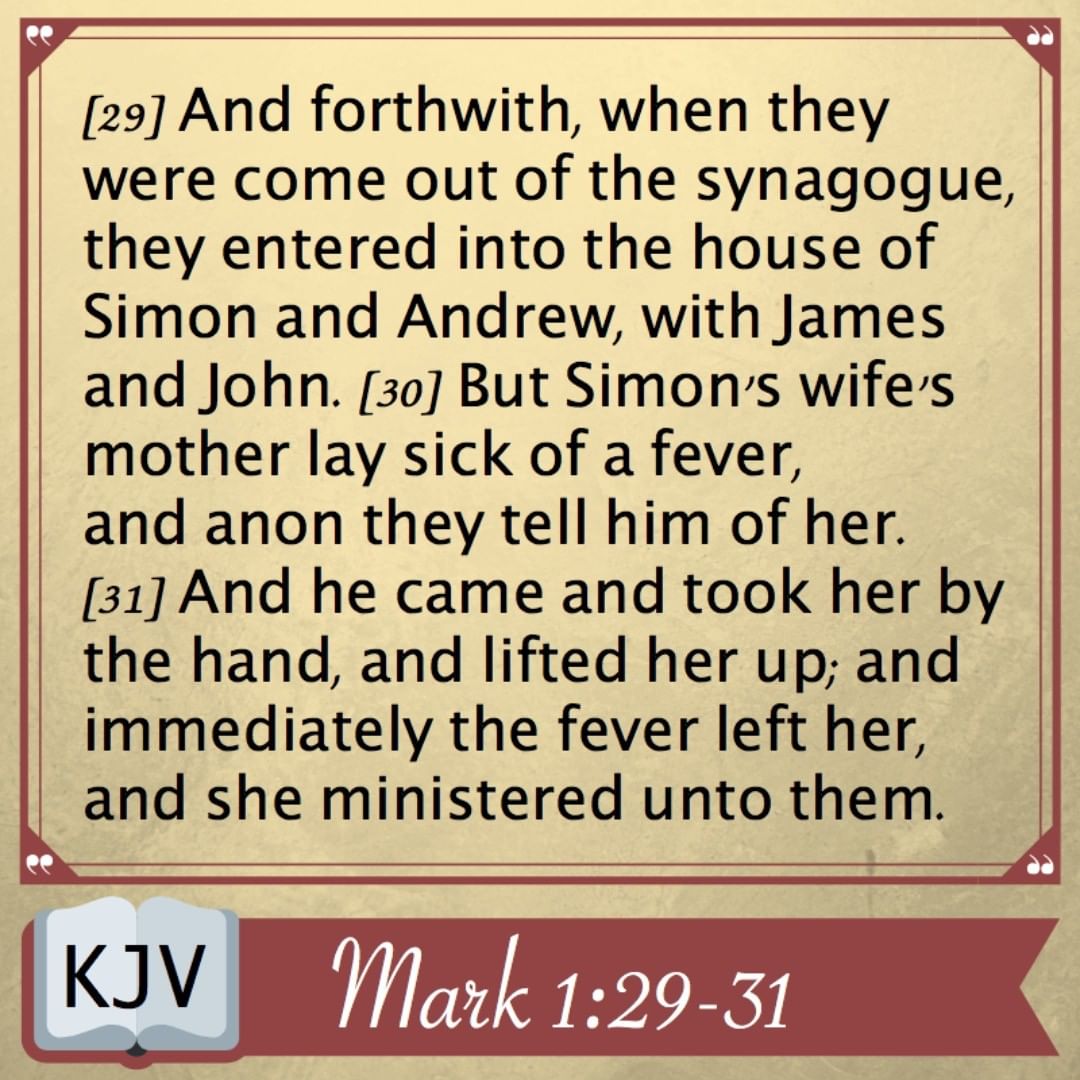 [29] And forthwith, when they
were come out of the synagogue,
they entered into the house of
Simon and Andrew, with James
and John. [30] But Simon's wife's
mother lay sick of a fever,
and anon they tell him of her.
[31] And he came and took her by
the hand, and lifted her up; and
immediately the fever left her,
and she ministered unto them.
KJV
Mark 1:29-31